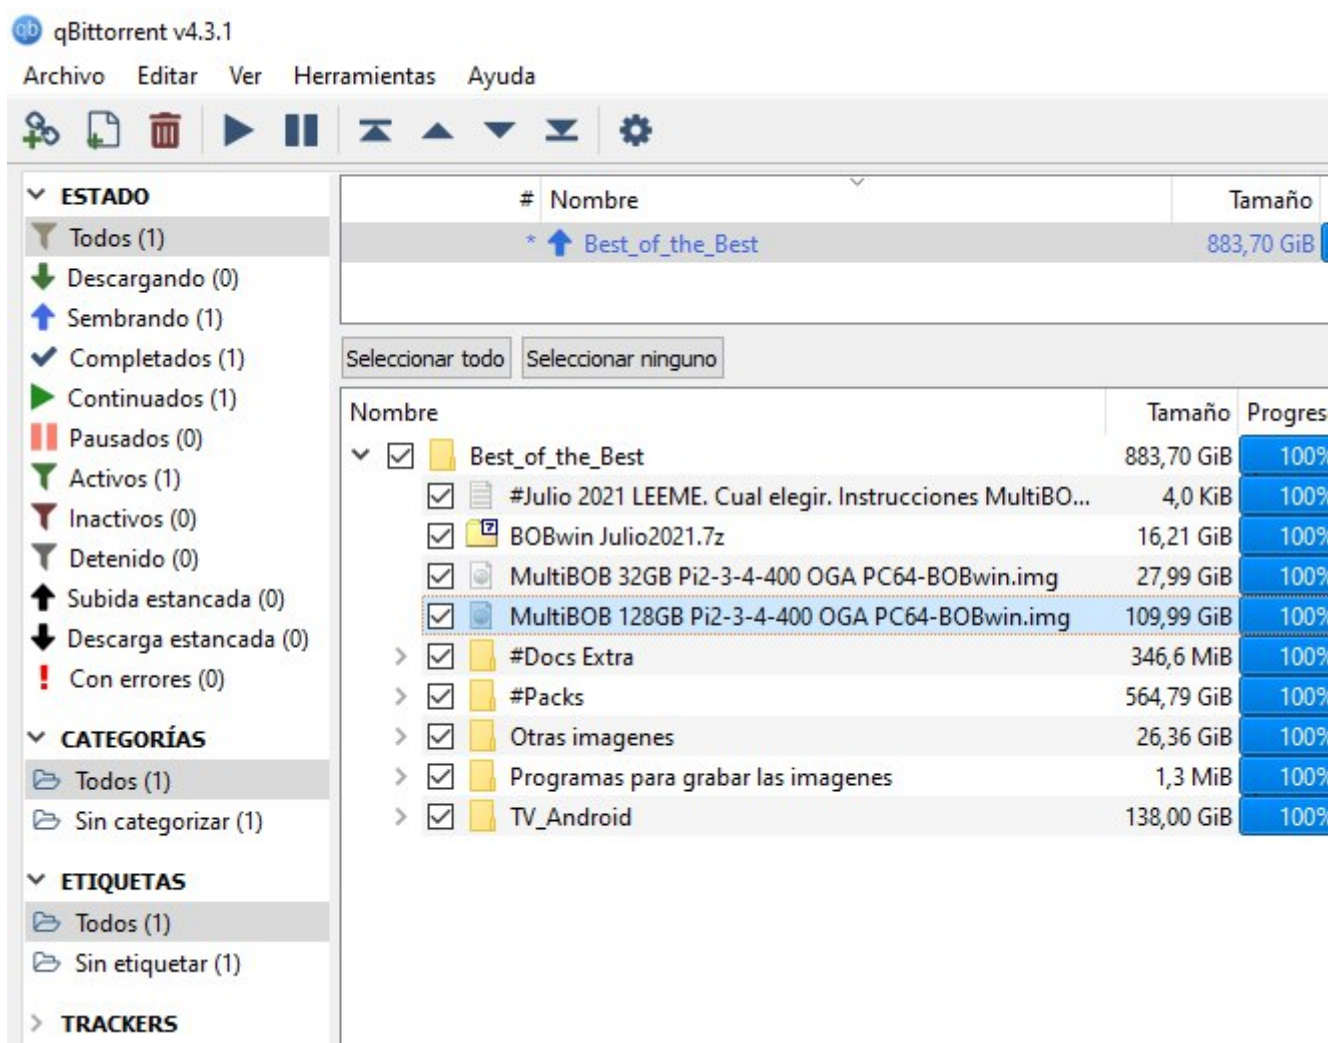 qBittorrent v4.3.1
Archivo Editar Ver Herramientas Ayuda
ESTADO
Todos (1)
Descargando (0)
Sembrando (1)
Completados (1)
Continuados (1)
Pausados (0)
Activos (1)
Inactivos (0)
Detenido (0)
Subida estancada (0)
Descarga estancada (0)
Con errores (0)
CATEGORÍAS
Todos (1)
Sin categorizar (1)
ETIQUETAS
Todos (1)
Sin etiquetar (1)
TRACKERS
# Nombre Tamaño
* Best_of_the_Best 883,70 GiB
Seleccionar todo Seleccionar ninguno
Nombre Tamaño Progres
Best_of_the_Best 883,70 GiB 100%
#Julio 2021 LEEME. Cual elegir. Instrucciones MultiBO... 4,0 KiB 100%
BOBwin Julio2021.7z 16,21 GiB 100%
MultiBOB 32GB Pi2-3-4-400 OGA PC64-BOBwin.img 27,99 GiB 100%
MultiBOB 128GB Pi2-3-4-400 OGA PC64-BOBwin.img 109,99 GiB 100%
#Docs Extra 346,6 MiB 100%
#Packs 564,79 GiB 100%
Otras imagenes 26,36 GiB 100%
Programas para grabar las imagenes 1,3 MiB 100%
TV_Android 138,00 GiB 100%